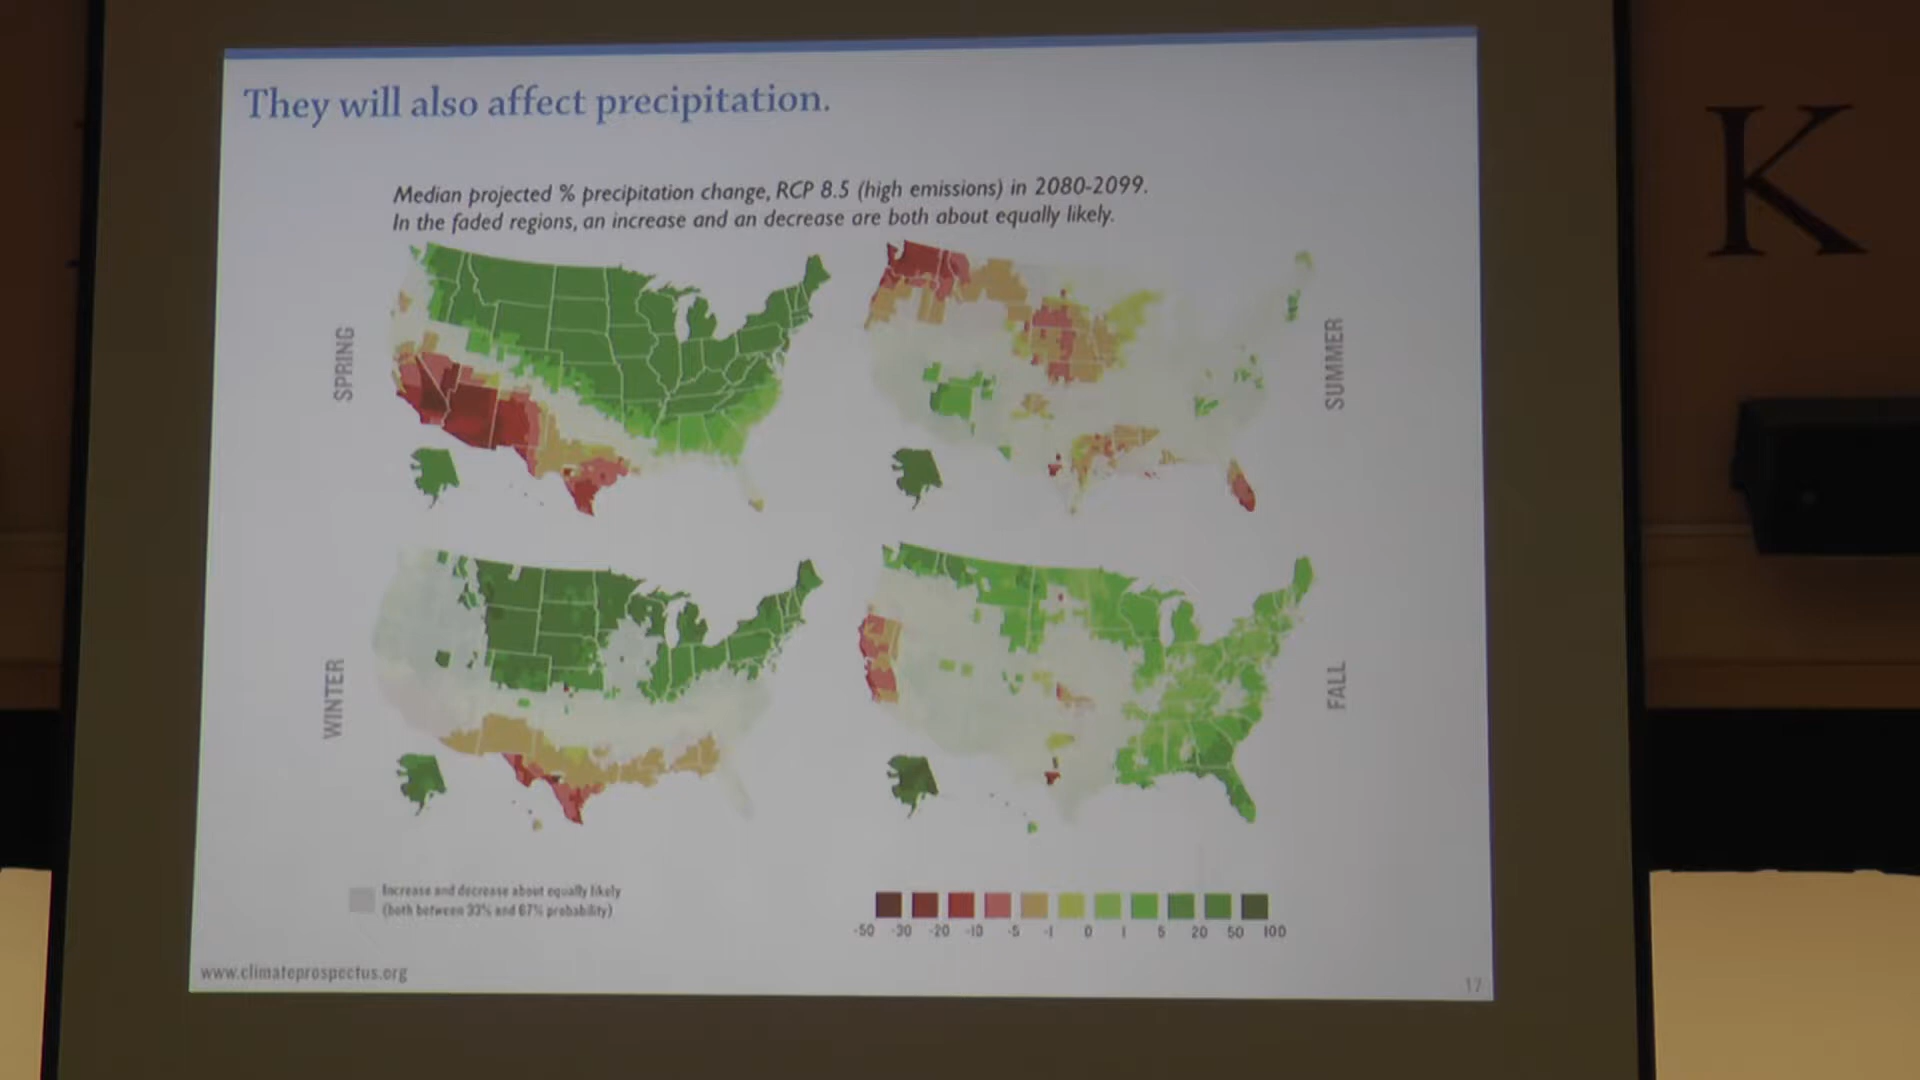 They will also affect precipitation.
K
Median projected % precipitation change, RCP 8.5 (high emissions) in 2080-2099.
In the faded regions, an increase and an decrease are both about equally likely.
SPRING
SUMMER
WINTER
FALL
Increase and decrease about equally likely
(both between 33% and 67% probability)
-50 -30 -20 -10 -5 -1 0 1 5 20 50 100
www.climateprospectus.org
17